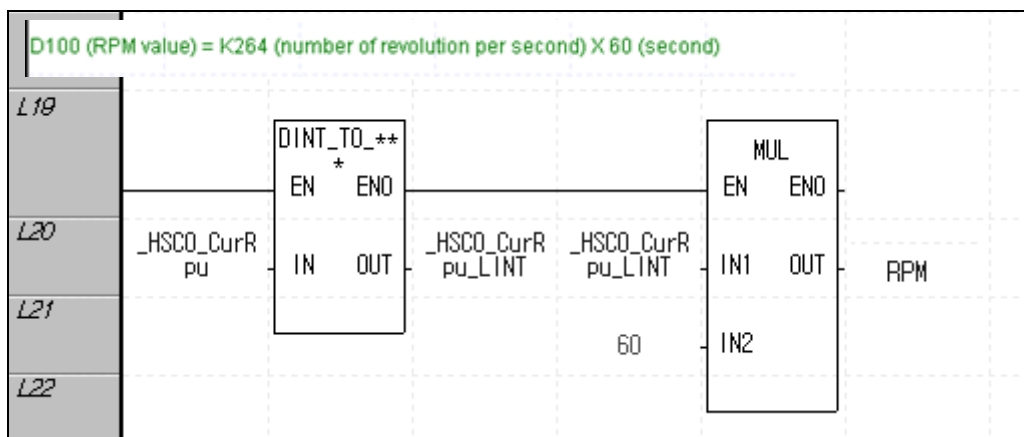 D100 (RPM value) = K264 (number of revolution per second) X 60 (second)
L19
DINT_TO_**
*
MUL
EN ENO
EN ENO
L20
_HSC0_CurR
pu
IN OUT
_HSC0_CurR
pu_LINT
_HSC0_CurR
pu_LINT
IN1 OUT
RPM
L21
60
IN2
L22